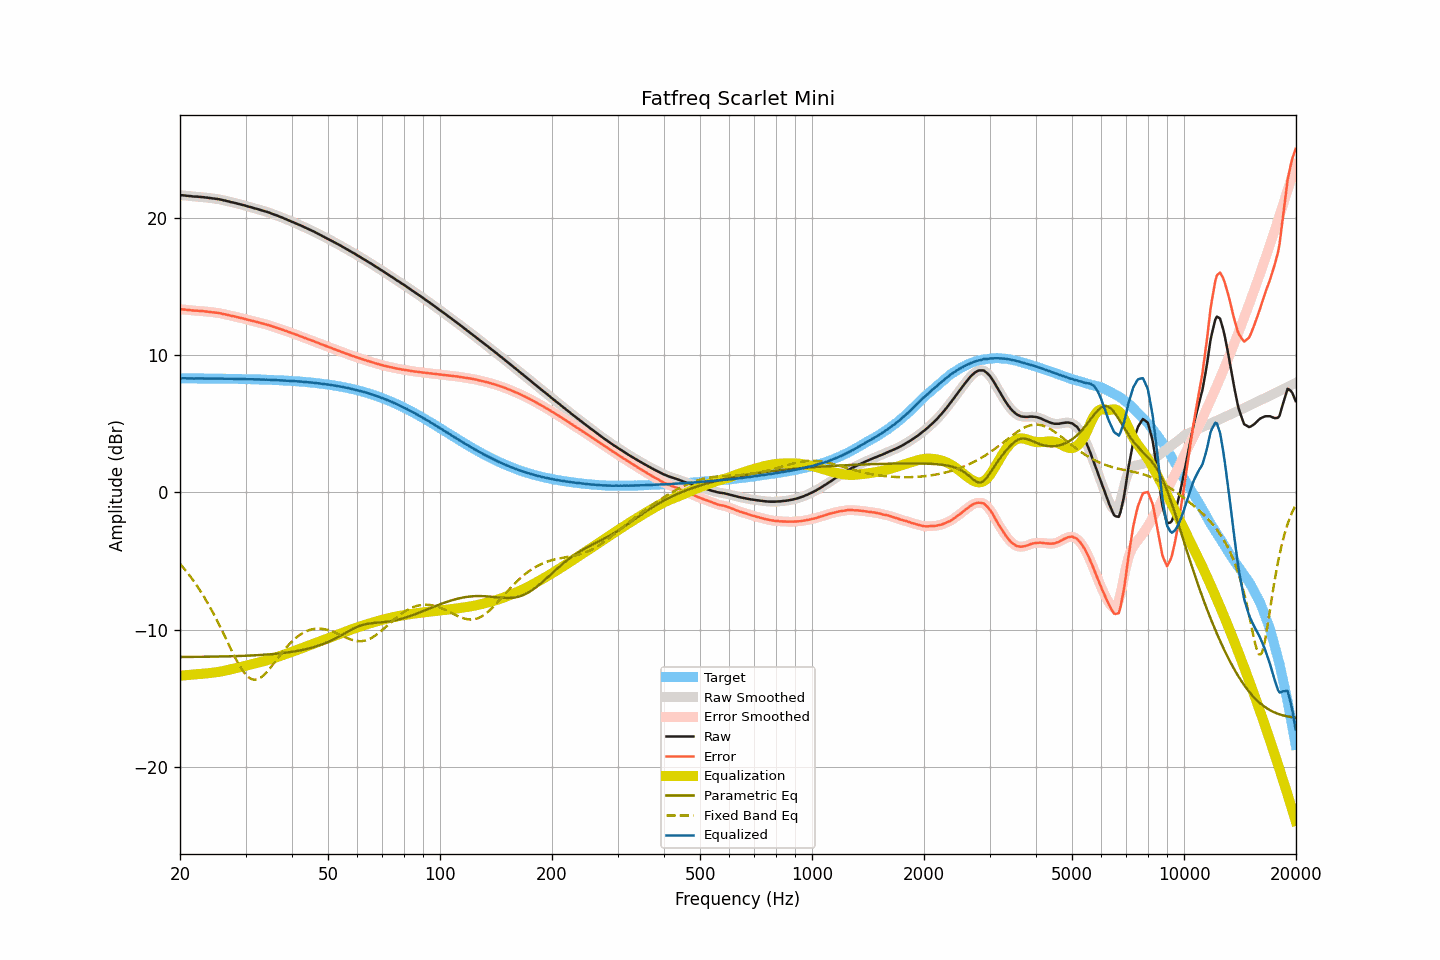 Fatfreq Scarlet Mini
20
10
0
−10
−20
Amplitude (dBr)
Target
Raw Smoothed
Error Smoothed
Raw
Error
Equalization
Parametric Eq
Fixed Band Eq
Equalized
20 50 100 200 500 1000 2000 5000 10000 20000
Frequency (Hz)